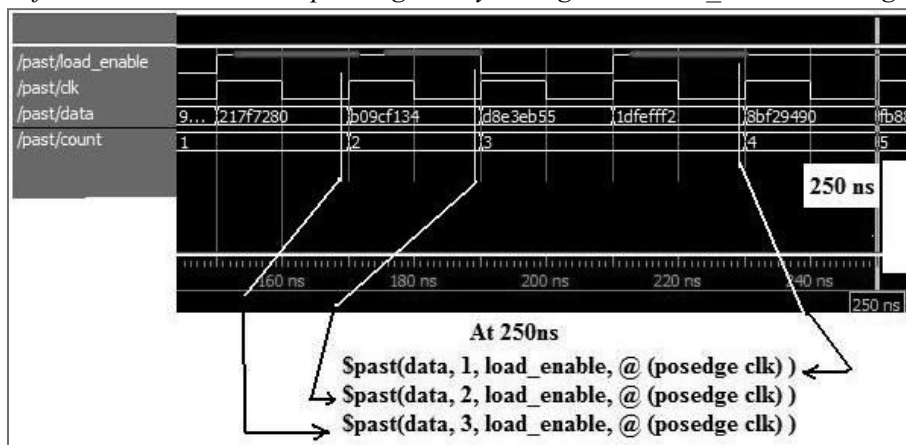 /past/load_enable
/past/clk
/past/data 9... 217f7280 b09cf134 d8e3eb55 1dfefff2 8bf29490 fb88
/past/count 1 2 3 4 5
250 ns
160 ns 180 ns 200 ns 220 ns 240 ns
250 ns
At 250ns
$past(data, 1, load_enable, @ (posedge clk) )
$past(data, 2, load_enable, @ (posedge clk) )
$past(data, 3, load_enable, @ (posedge clk) )